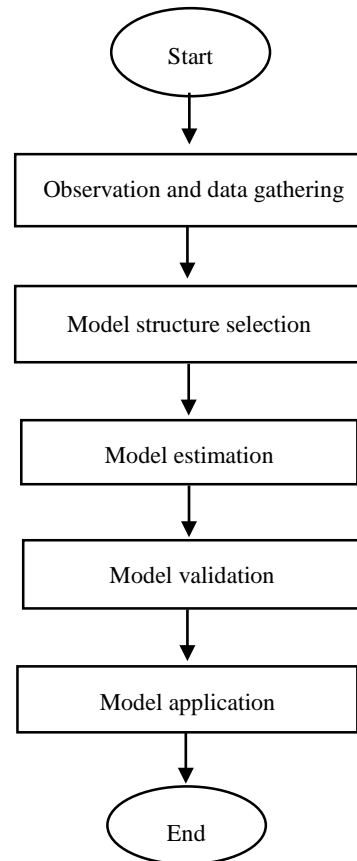 Start
Observation and data gathering
Model structure selection
Model estimation
Model validation
Model application
End